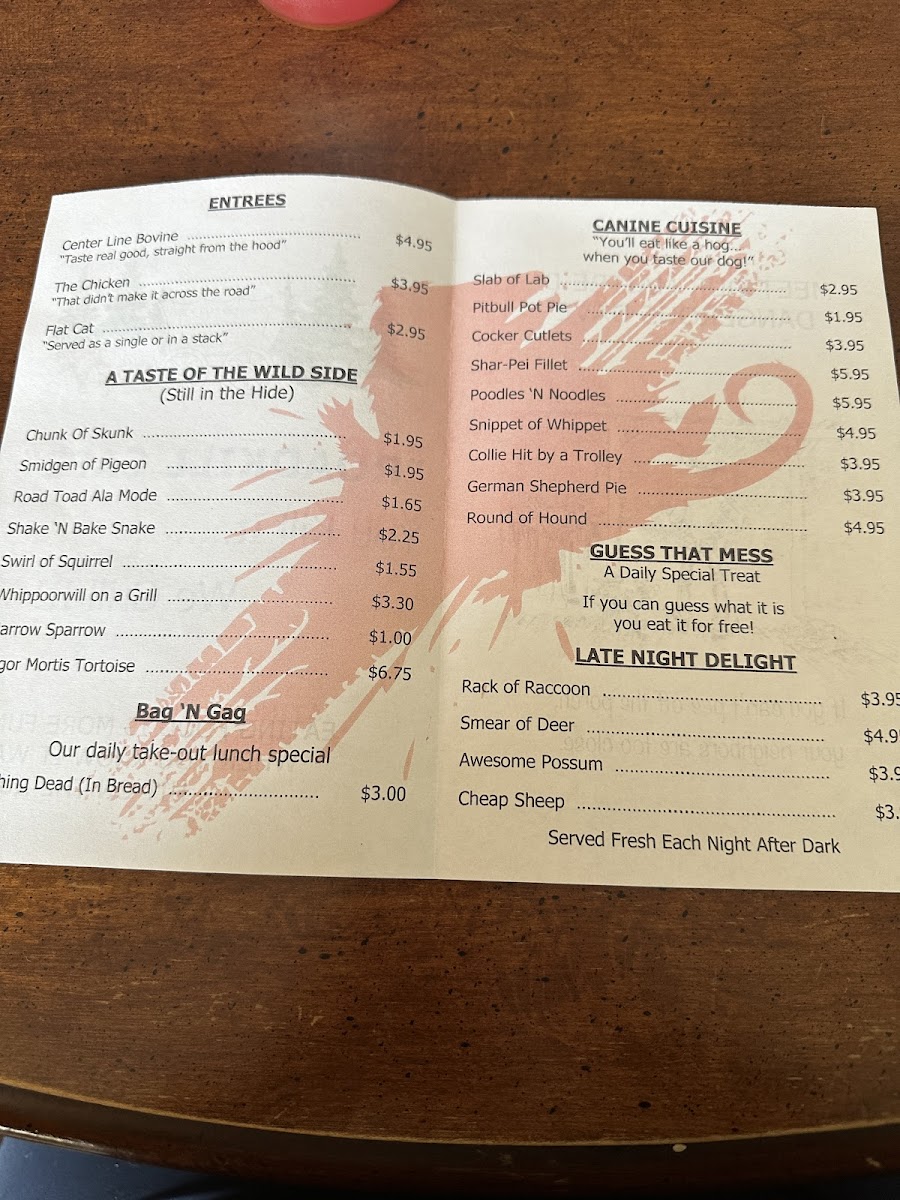 ENTREES
Center Line Bovine $4.95
"Taste real good, straight from the hood"
The Chicken $3.95
"That didn't make it across the road"
Flat Cat $2.95
"Served as a single or in a stack"
A TASTE OF THE WILD SIDE
(Still in the Hide)
Chunk Of Skunk $1.95
Smidgen of Pigeon $1.95
Road Toad Ala Mode $1.65
Shake 'N Bake Snake $2.25
Swirl of Squirrel $1.55
Whippoorwill on a Grill $3.30
arrow Sparrow $1.00
gor Mortis Tortoise $6.75
Bag 'N Gag
Our daily take-out lunch special
hing Dead (In Bread) $3.00
CANINE CUISINE
"You'll eat like a hog...
when you taste our dog!"
Slab of Lab $2.95
Pitbull Pot Pie $1.95
Cocker Cutlets $3.95
Shar-Pei Fillet $5.95
Poodles 'N Noodles $5.95
Snippet of Whippet $4.95
Collie Hit by a Trolley $3.95
German Shepherd Pie $3.95
Round of Hound $4.95
GUESS THAT MESS
A Daily Special Treat
If you can guess what it is
you eat it for free!
LATE NIGHT DELIGHT
Rack of Raccoon $3.95
Smear of Deer $4.9
Awesome Possum $3.9
Cheap Sheep $3.
Served Fresh Each Night After Dark